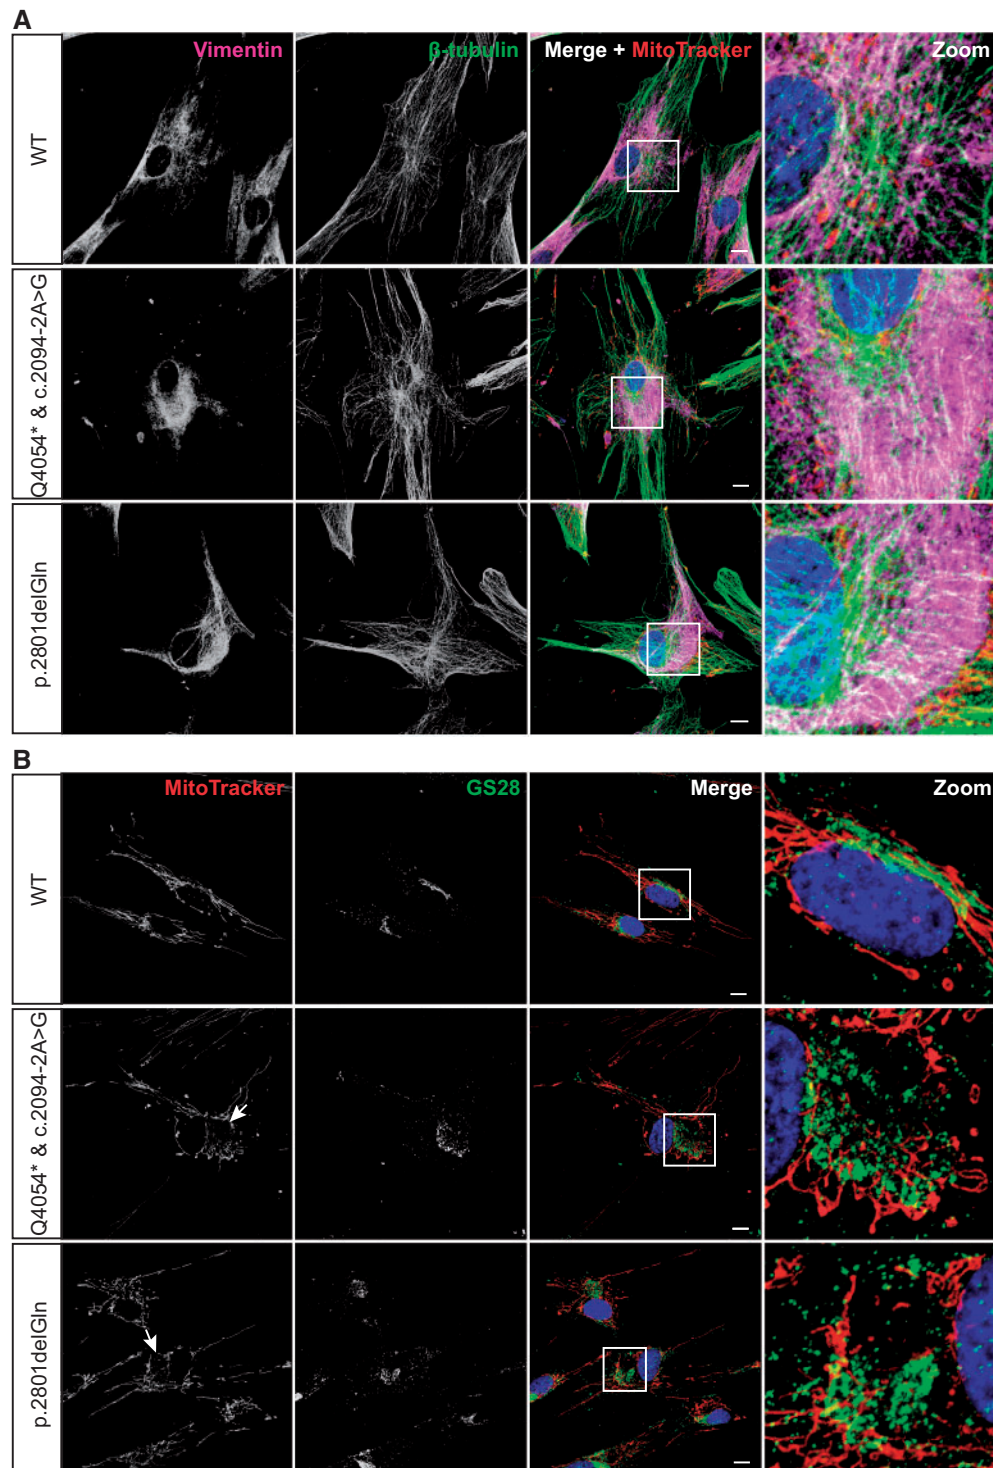 A
Vimentin
β-tubulin
Merge + MitoTracker
Zoom
WT
Q4054* & c.2094-2A>G
p.2801delGln
B
MitoTracker
GS28
Merge
Zoom
WT
Q4054* & c.2094-2A>G
p.2801delGln